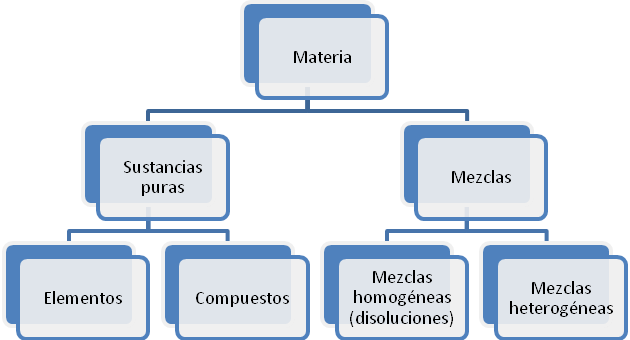 Materia
Sustancias
puras
Mezclas
Elementos
Compuestos
Mezclas
homogéneas
(disoluciones)
Mezclas
heterogéneas